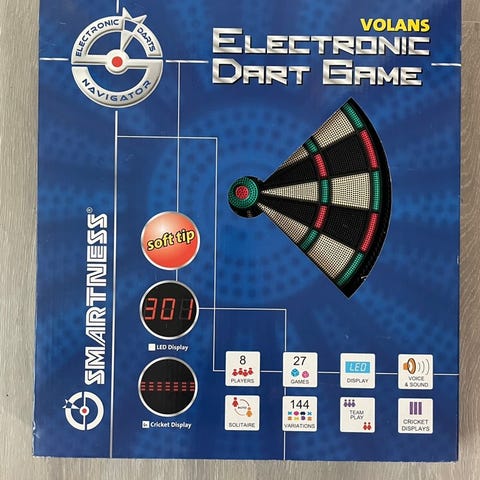 ELECTRONIC DARTS
NAVIGATOR
VOLANS
ELECTRONIC
DART GAME
SMARTNESS®
soft tip
301
LED Display
Cricket Display
8
PLAYERS
27
GAMES
LED
DISPLAY
VOICE
& SOUND
SOLITAIRE
144
VARIATIONS
TEAM
PLAY
CRICKET
DISPLAYS